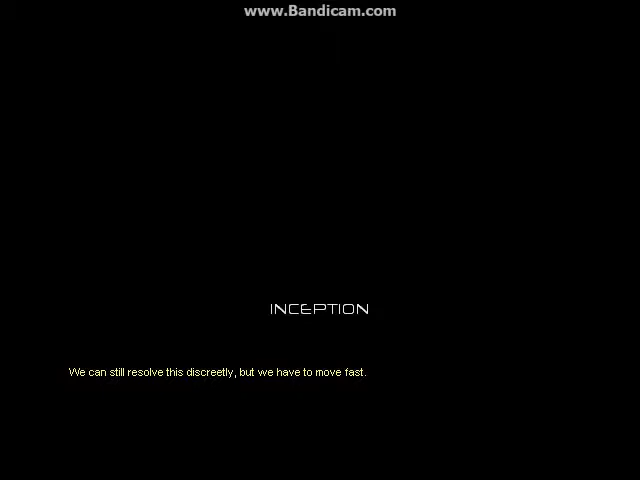 www.Bandicam.com
INCEPTION
We can still resolve this discreetly, but we have to move fast.